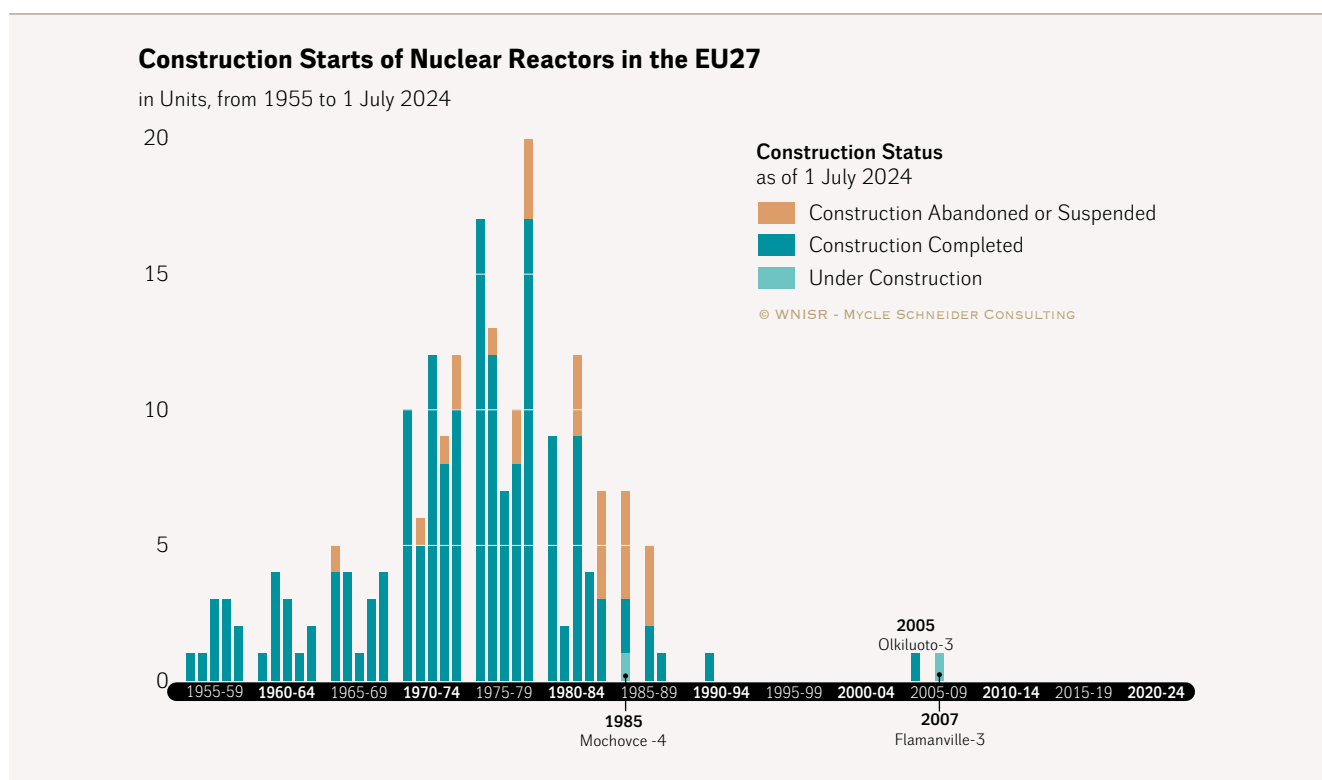 Construction Starts of Nuclear Reactors in the EU27
in Units, from 1955 to 1 July 2024
20
Construction Status
as of 1 July 2024
Construction Abandoned or Suspended
Construction Completed
Under Construction
© WNISR - Mycle Schneider Consulting
15
10
5
2005
Olkiluoto-3
0
1955-59 1960-64 1965-69 1970-74 1975-79 1980-84 1985-89 1990-94 1995-99 2000-04 2005-09 2010-14 2015-19 2020-24
1985
Mochovce -4
2007
Flamanville-3